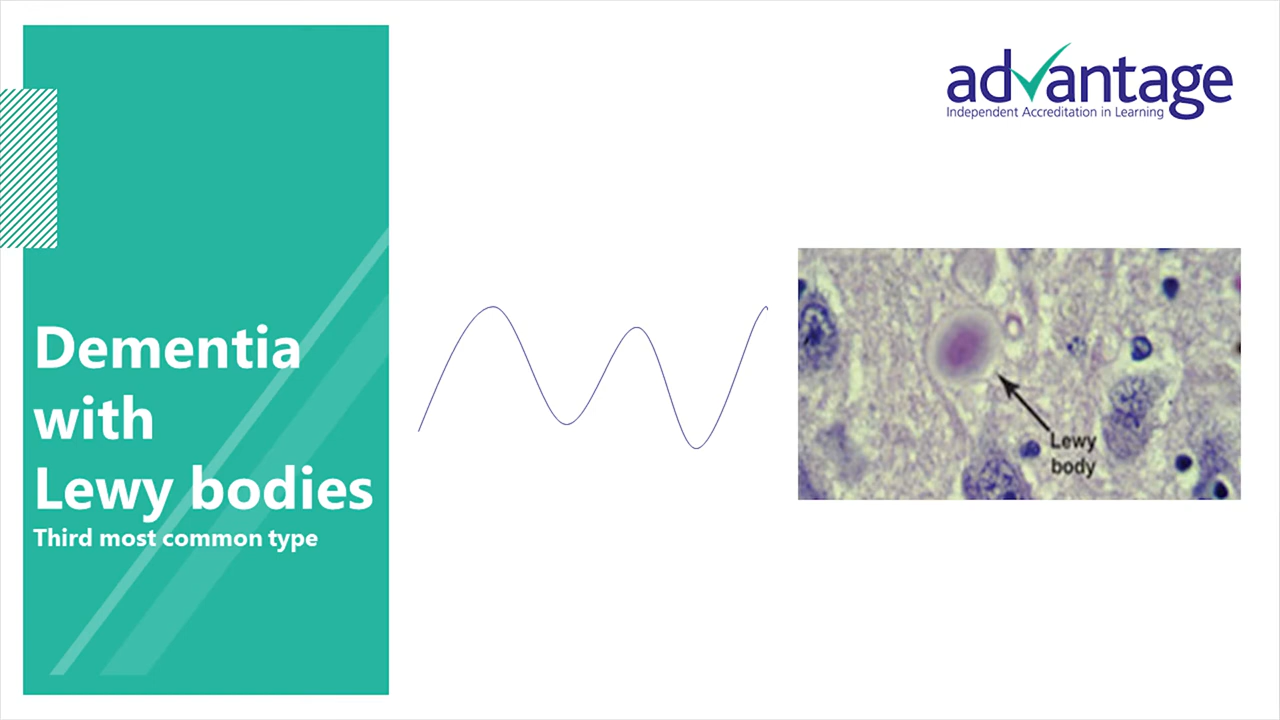 Dementia
with
Lewy bodies
Third most common type
advantage
Independent Accreditation in Learning
Lewy
body